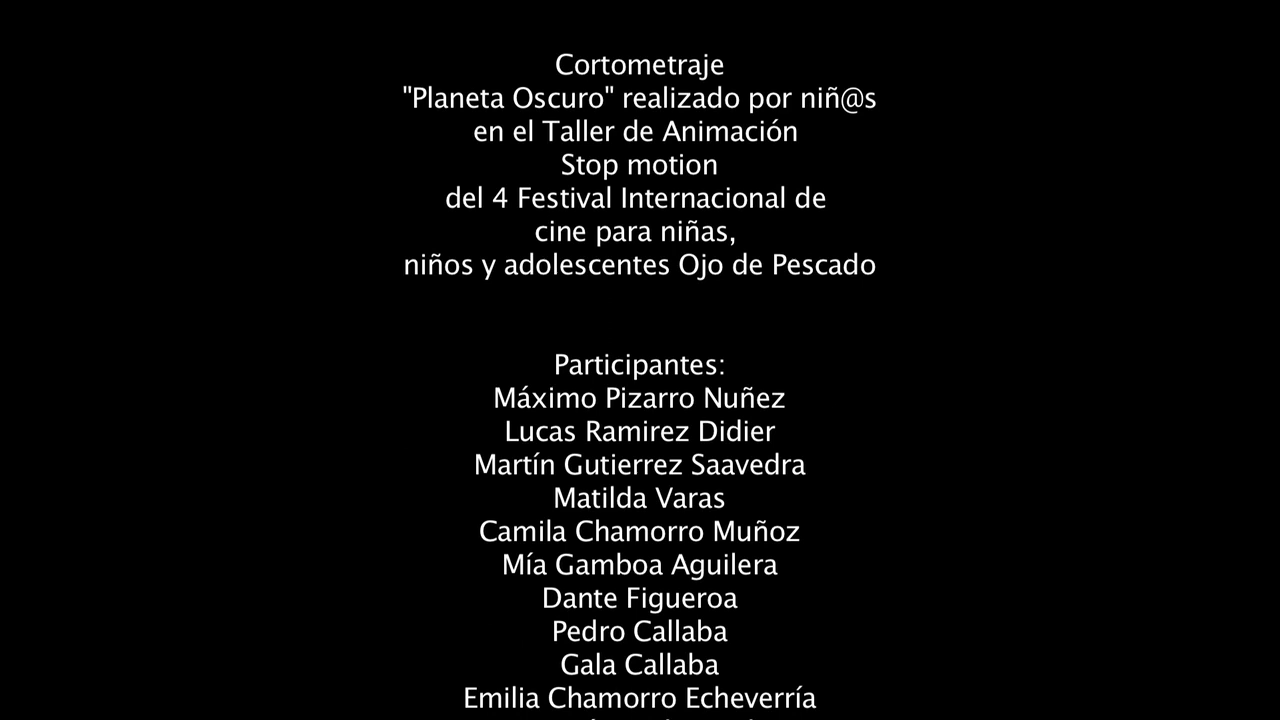 Cortometraje
"Planeta Oscuro" realizado por niñ@s
en el Taller de Animación
Stop motion
del 4 Festival Internacional de
cine para niñas,
niños y adolescentes Ojo de Pescado
Participantes:
Máximo Pizarro Nuñez
Lucas Ramirez Didier
Martín Gutierrez Saavedra
Matilda Varas
Camila Chamorro Muñoz
Mía Gamboa Aguilera
Dante Figueroa
Pedro Callaba
Gala Callaba
Emilia Chamorro Echeverría